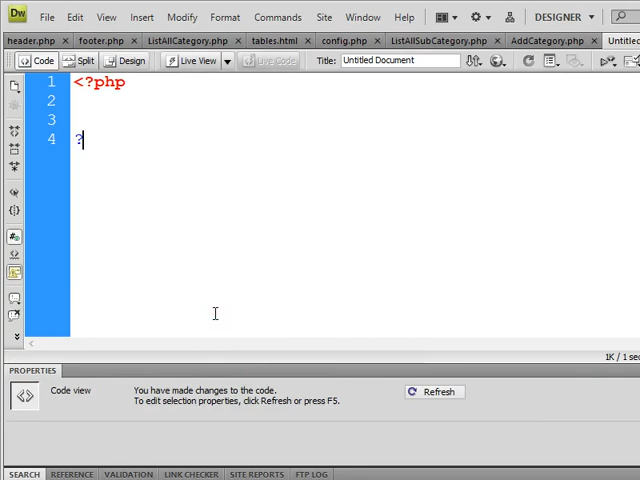 Dw File Edit View Insert Modify Format Commands Site Window Help DESIGNER
header.php × footer.php × ListAllCategory.php × tables.html × config.php × ListAllSubCategory.php × AddCategory.php × Untitled
Code Split Design Live View Live Code Title: Untitled Document
1 <?php
2
3
4 ?
1K / 1 sec
PROPERTIES
Code view You have made changes to the code. Refresh
To edit selection properties, click Refresh or press F5.
SEARCH REFERENCE VALIDATION LINK CHECKER SITE REPORTS FTP LOG